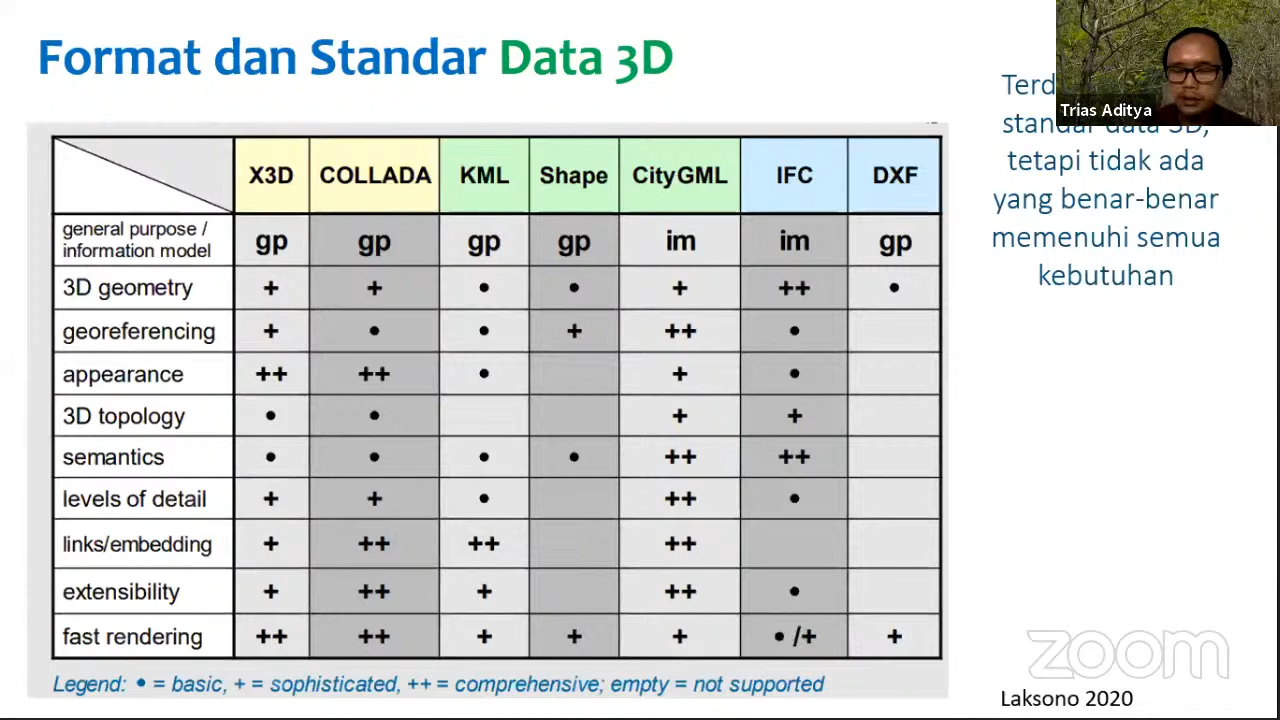 Format dan Standar Data 3D
Trias Aditya
standar data 3D,
tetapi tidak ada
yang benar-benar
memenuhi semua
kebutuhan
X3D COLLADA KML Shape CityGML IFC DXF
general purpose /
information model gp gp gp gp im im gp
3D geometry + + • • + ++ •
georeferencing + • • + ++ •
appearance ++ ++ • + •
3D topology • • + +
semantics • • • • ++ ++
levels of detail + + • ++ •
links/embedding + ++ ++ ++
extensibility + ++ + ++ •
fast rendering ++ ++ + + + • /+ +
Legend: • = basic, + = sophisticated, ++ = comprehensive; empty = not supported
zoom
Laksono 2020